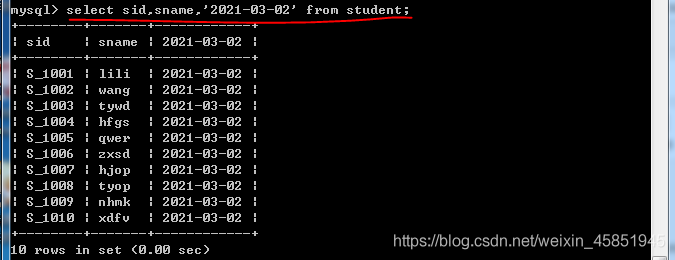 mysql> select sid,sname,'2021-03-02' from student;
+--------+-------+------------+
| sid    | sname | 2021-03-02 |
+--------+-------+------------+
| S_1001 | lili  | 2021-03-02 |
| S_1002 | wang  | 2021-03-02 |
| S_1003 | tywd  | 2021-03-02 |
| S_1004 | hfgs  | 2021-03-02 |
| S_1005 | qwer  | 2021-03-02 |
| S_1006 | zxsd  | 2021-03-02 |
| S_1007 | hjop  | 2021-03-02 |
| S_1008 | tyop  | 2021-03-02 |
| S_1009 | nhmk  | 2021-03-02 |
| S_1010 | xdfv  | 2021-03-02 |
+--------+-------+------------+
10 rows in set (0.00 sec)
https://blog.csdn.net/weixin_45851945